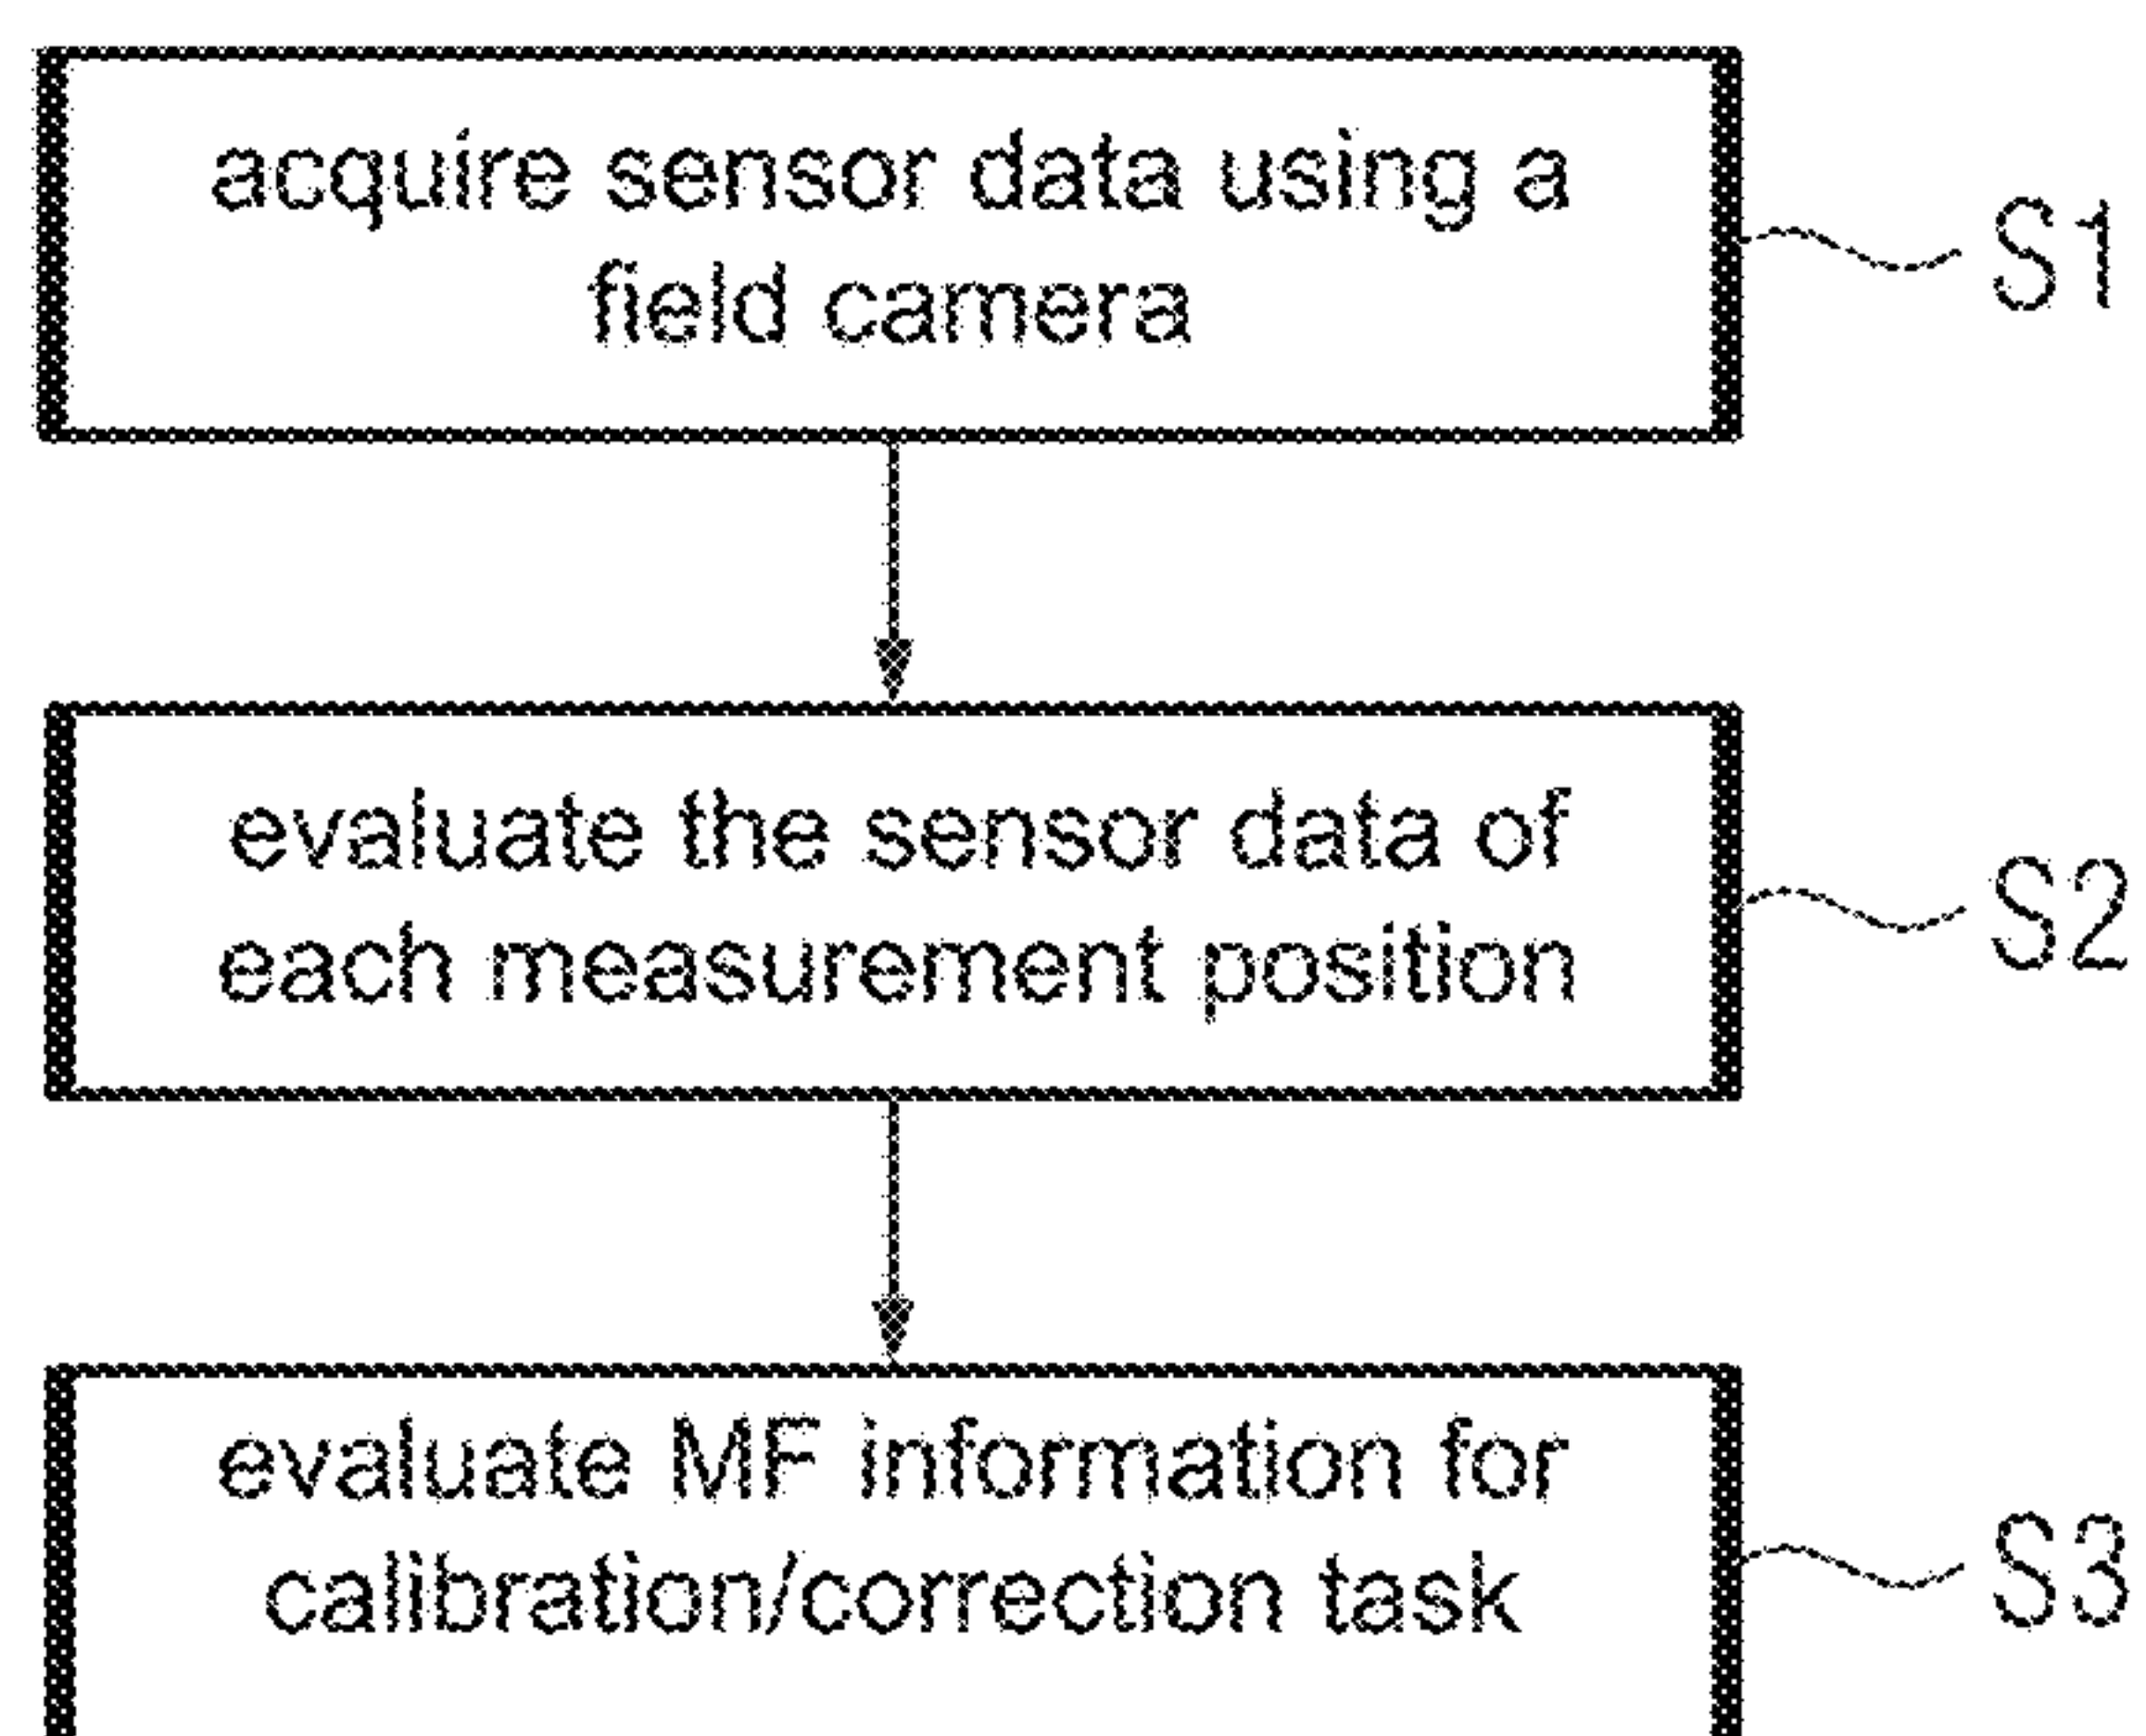 acquire sensor data using a
field camera
S1
evaluate the sensor data of
each measurement position
S2
evaluate MF information for
calibration/correction task
S3